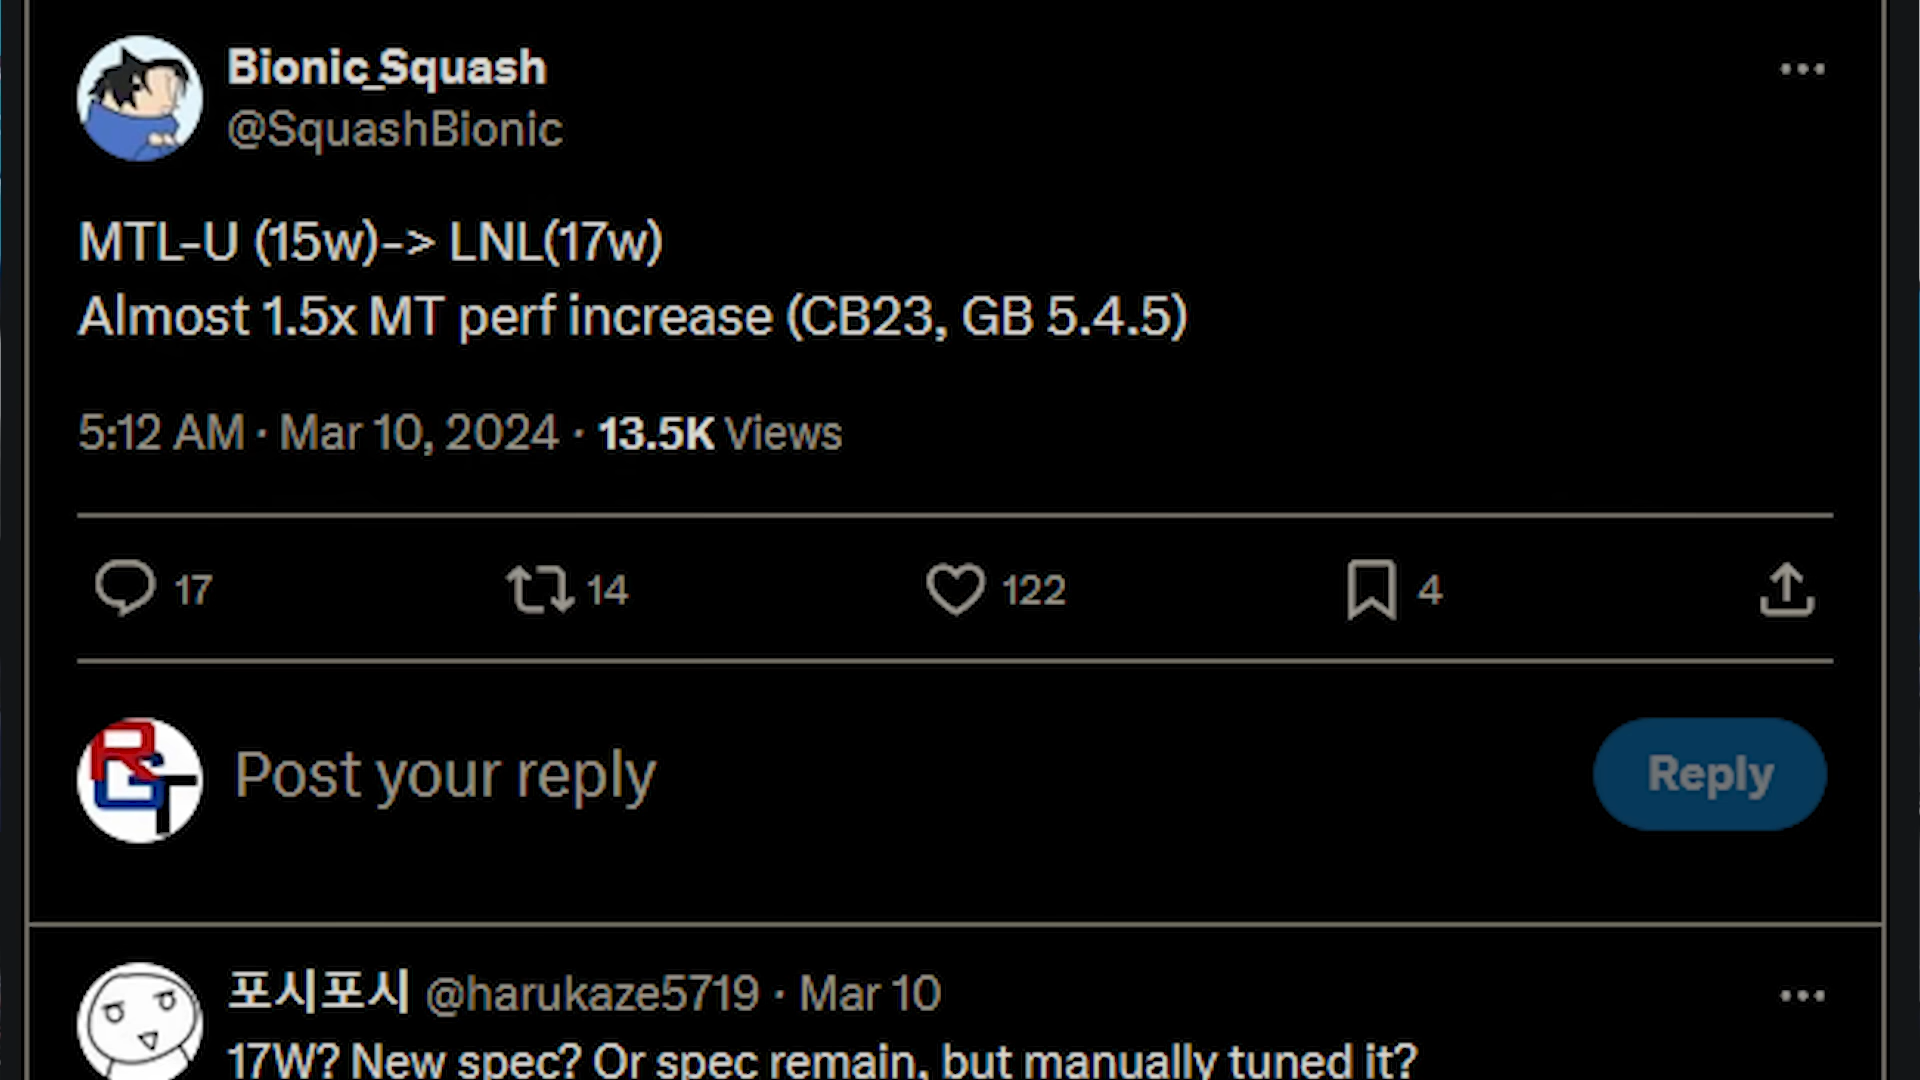 Bionic_Squash
@SquashBionic
MTL-U (15w)-> LNL(17w)
Almost 1.5x MT perf increase (CB23, GB 5.4.5)
5:12 AM · Mar 10, 2024 · 13.5K Views
17 14 122 4
RGT
Post your reply
Reply
포시포시 @harukaze5719 · Mar 10
17W? New spec? Or spec remain, but manually tuned it?